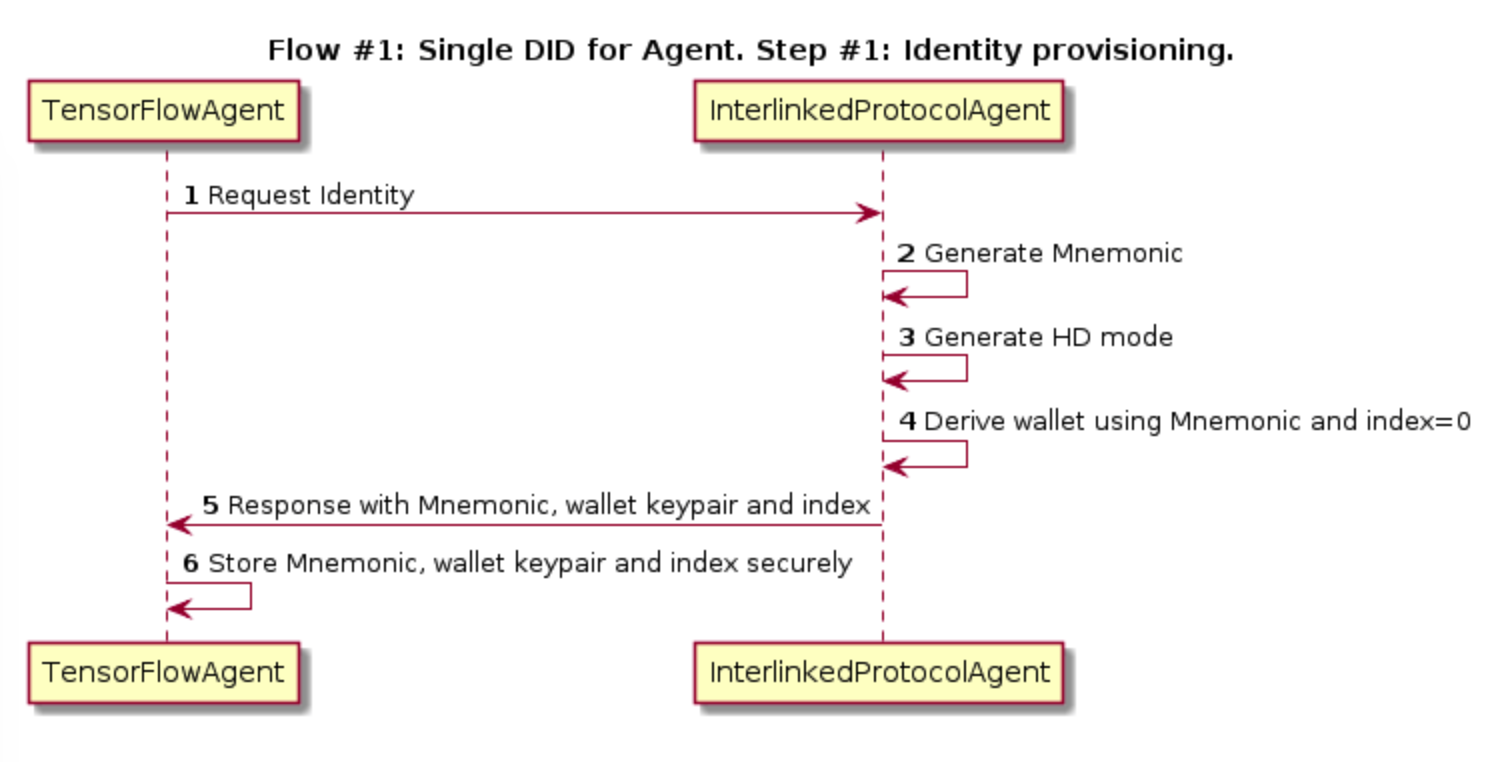 Flow #1: Single DID for Agent. Step #1: Identity provisioning.
TensorFlowAgent
InterlinkedProtocolAgent
1 Request Identity
2 Generate Mnemonic
3 Generate HD mode
4 Derive wallet using Mnemonic and index=0
5 Response with Mnemonic, wallet keypair and index
6 Store Mnemonic, wallet keypair and index securely
TensorFlowAgent
InterlinkedProtocolAgent